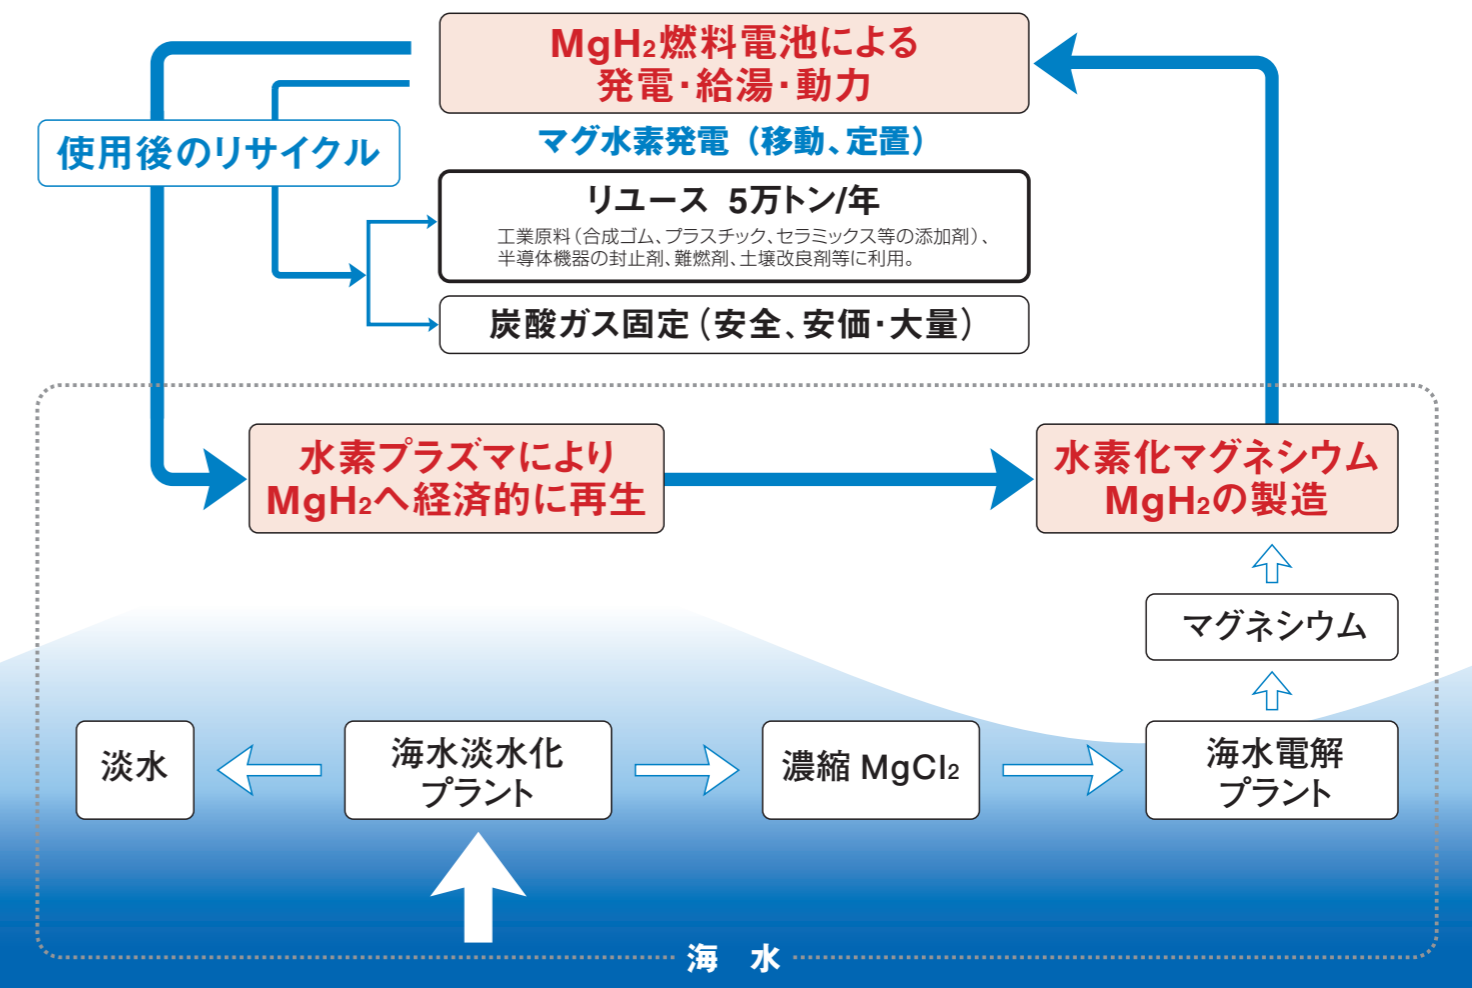 MgH2燃料電池による
発電・給湯・動力
使用後のリサイクル
マグ水素発電（移動、定置）
リユース 5万トン/年
工業原料（合成ゴム、プラスチック、セラミックス等の添加剤）、
半導体機器の封止剤、難燃剤、土壌改良剤等に利用。
炭酸ガス固定（安全、安価・大量）
水素プラズマにより
MgH2へ経済的に再生
水素化マグネシウム
MgH2の製造
マグネシウム
淡水
海水淡水化
プラント
濃縮 MgCl2
海水電解
プラント
海 水